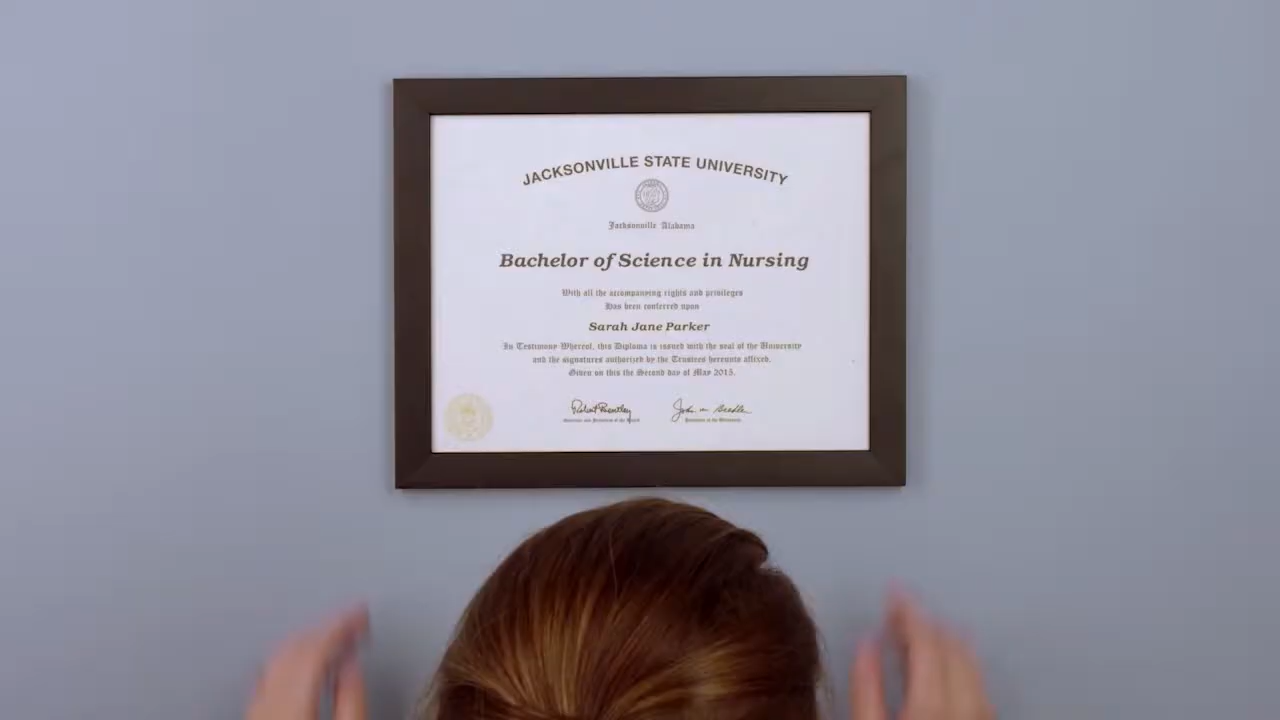 JACKSONVILLE STATE UNIVERSITY
Jacksonville Alabama
Bachelor of Science in Nursing
With all the accompanying rights and privileges
Has been conferred upon
Sarah Jane Parker
In Testimony Whereof, this Diploma is issued with the seal of the University
and the signatures authorized by the Trustees hereunto affixed.
Given on this the Second day of May 2015.